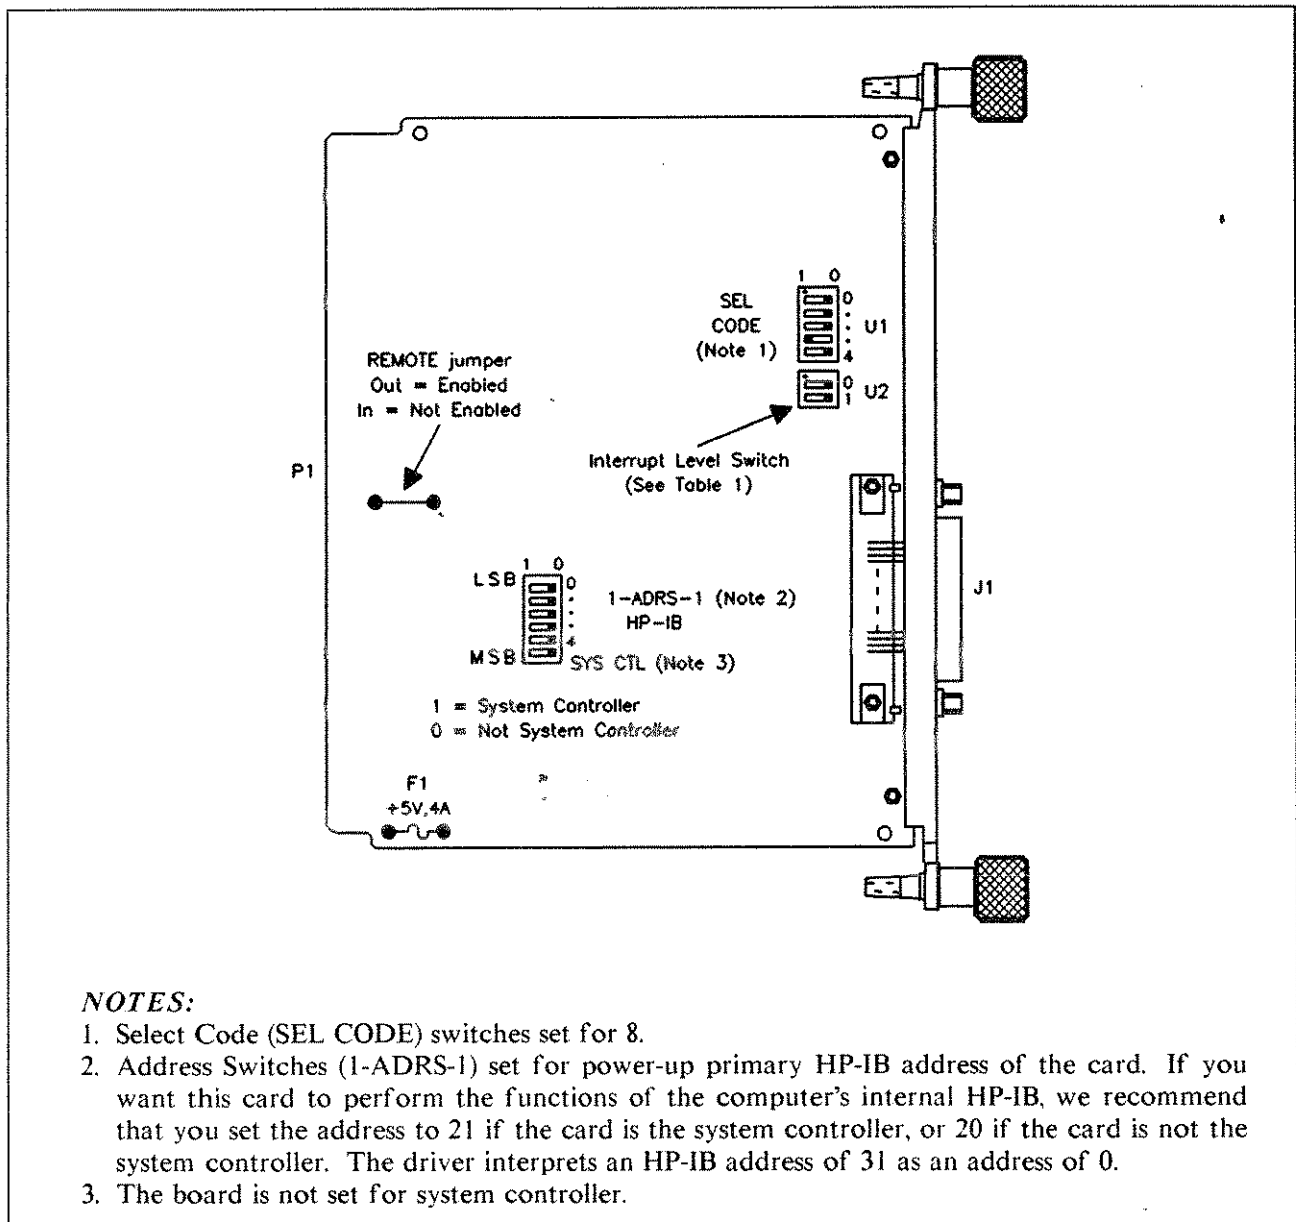 1 0
SEL
CODE
(Note 1)
0
4
U1
0
1
U2
REMOTE jumper
Out = Enabled
In = Not Enabled
Interrupt Level Switch
(See Table 1)
P1
J1
1 0
LSB
0
4
MSB
1-ADRS-1 (Note 2)
HP-IB
SYS CTL (Note 3)
1 = System Controller
0 = Not System Controller
F1
+5V,4A
NOTES:
1. Select Code (SEL CODE) switches set for 8.
2. Address Switches (1-ADRS-1) set for power-up primary HP-IB address of the card. If you
want this card to perform the functions of the computer's internal HP-IB, we recommend
that you set the address to 21 if the card is the system controller, or 20 if the card is not the
system controller. The driver interprets an HP-IB address of 31 as an address of 0.
3. The board is not set for system controller.